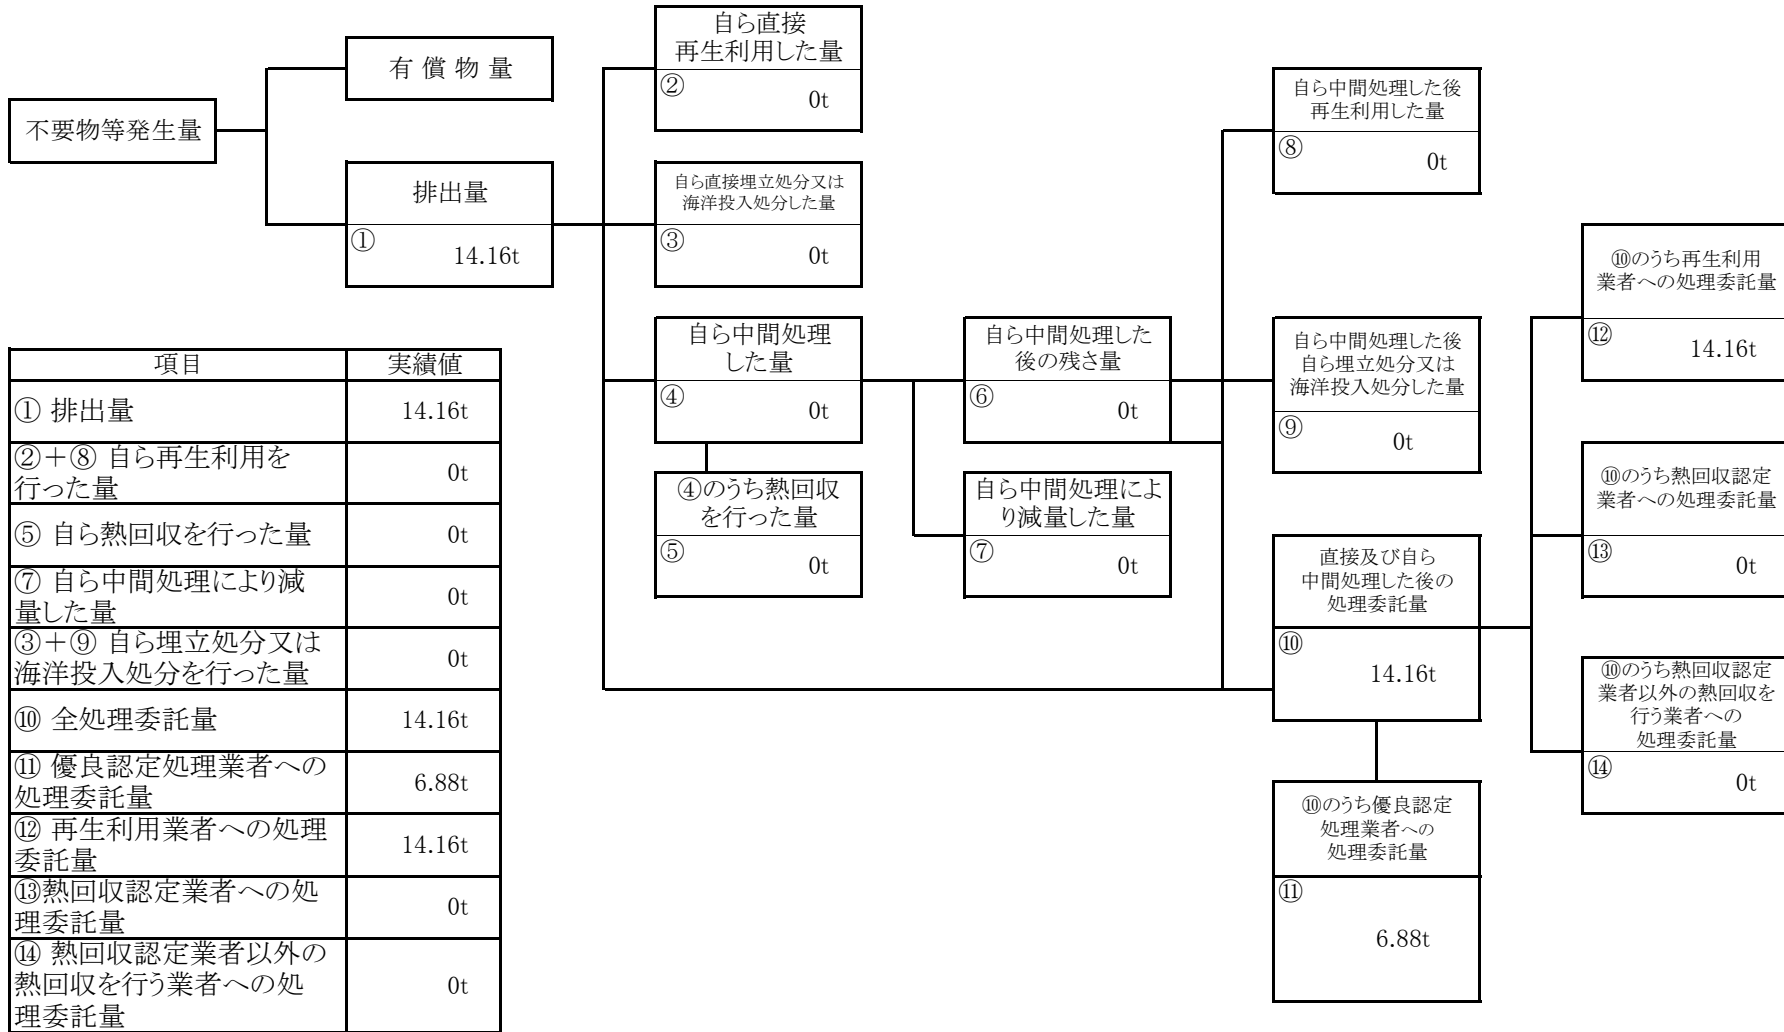 不要物等発生量
有 償 物 量
排出量
①
14.16t
自ら直接
再生利用した量
②
0t
自ら直接埋立処分又は
海洋投入処分した量
③
0t
自ら中間処理
した量
④
0t
④のうち熱回収
を行った量
⑤
0t
自ら中間処理した
後の残さ量
⑥
0t
自ら中間処理によ
り減量した量
⑦
0t
自ら中間処理した後
再生利用した量
⑧
0t
自ら中間処理した後
自ら埋立処分又は
海洋投入処分した量
⑨
0t
直接及び自ら
中間処理した後の
処理委託量
⑩
14.16t
⑩のうち優良認定
処理業者への
処理委託量
⑪
6.88t
⑩のうち再生利用
業者への処理委託量
⑫
14.16t
⑩のうち熱回収認定
業者への処理委託量
⑬
0t
⑩のうち熱回収認定
業者以外の熱回収を
行う業者への
処理委託量
⑭
0t
項目 実績値
① 排出量 14.16t
②＋⑧ 自ら再生利用を
行った量 0t
⑤ 自ら熱回収を行った量 0t
⑦ 自ら中間処理により減
量した量 0t
③＋⑨ 自ら埋立処分又は
海洋投入処分を行った量 0t
⑩ 全処理委託量 14.16t
⑪ 優良認定処理業者への
処理委託量 6.88t
⑫ 再生利用業者への処理
委託量 14.16t
⑬熱回収認定業者への処
理委託量 0t
⑭ 熱回収認定業者以外の
熱回収を行う業者への処
理委託量 0t